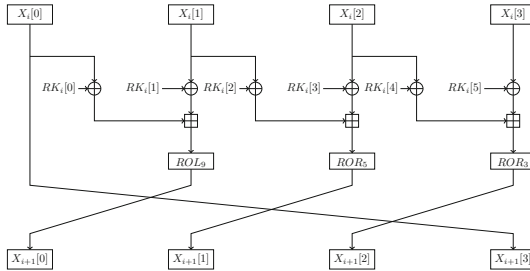 X_i[0] X_i[1] X_i[2] X_i[3]
RK_i[0] RK_i[1] RK_i[2] RK_i[3] RK_i[4] RK_i[5]
ROL_9 ROR_5 ROR_3
X_{i+1}[0] X_{i+1}[1] X_{i+1}[2] X_{i+1}[3]